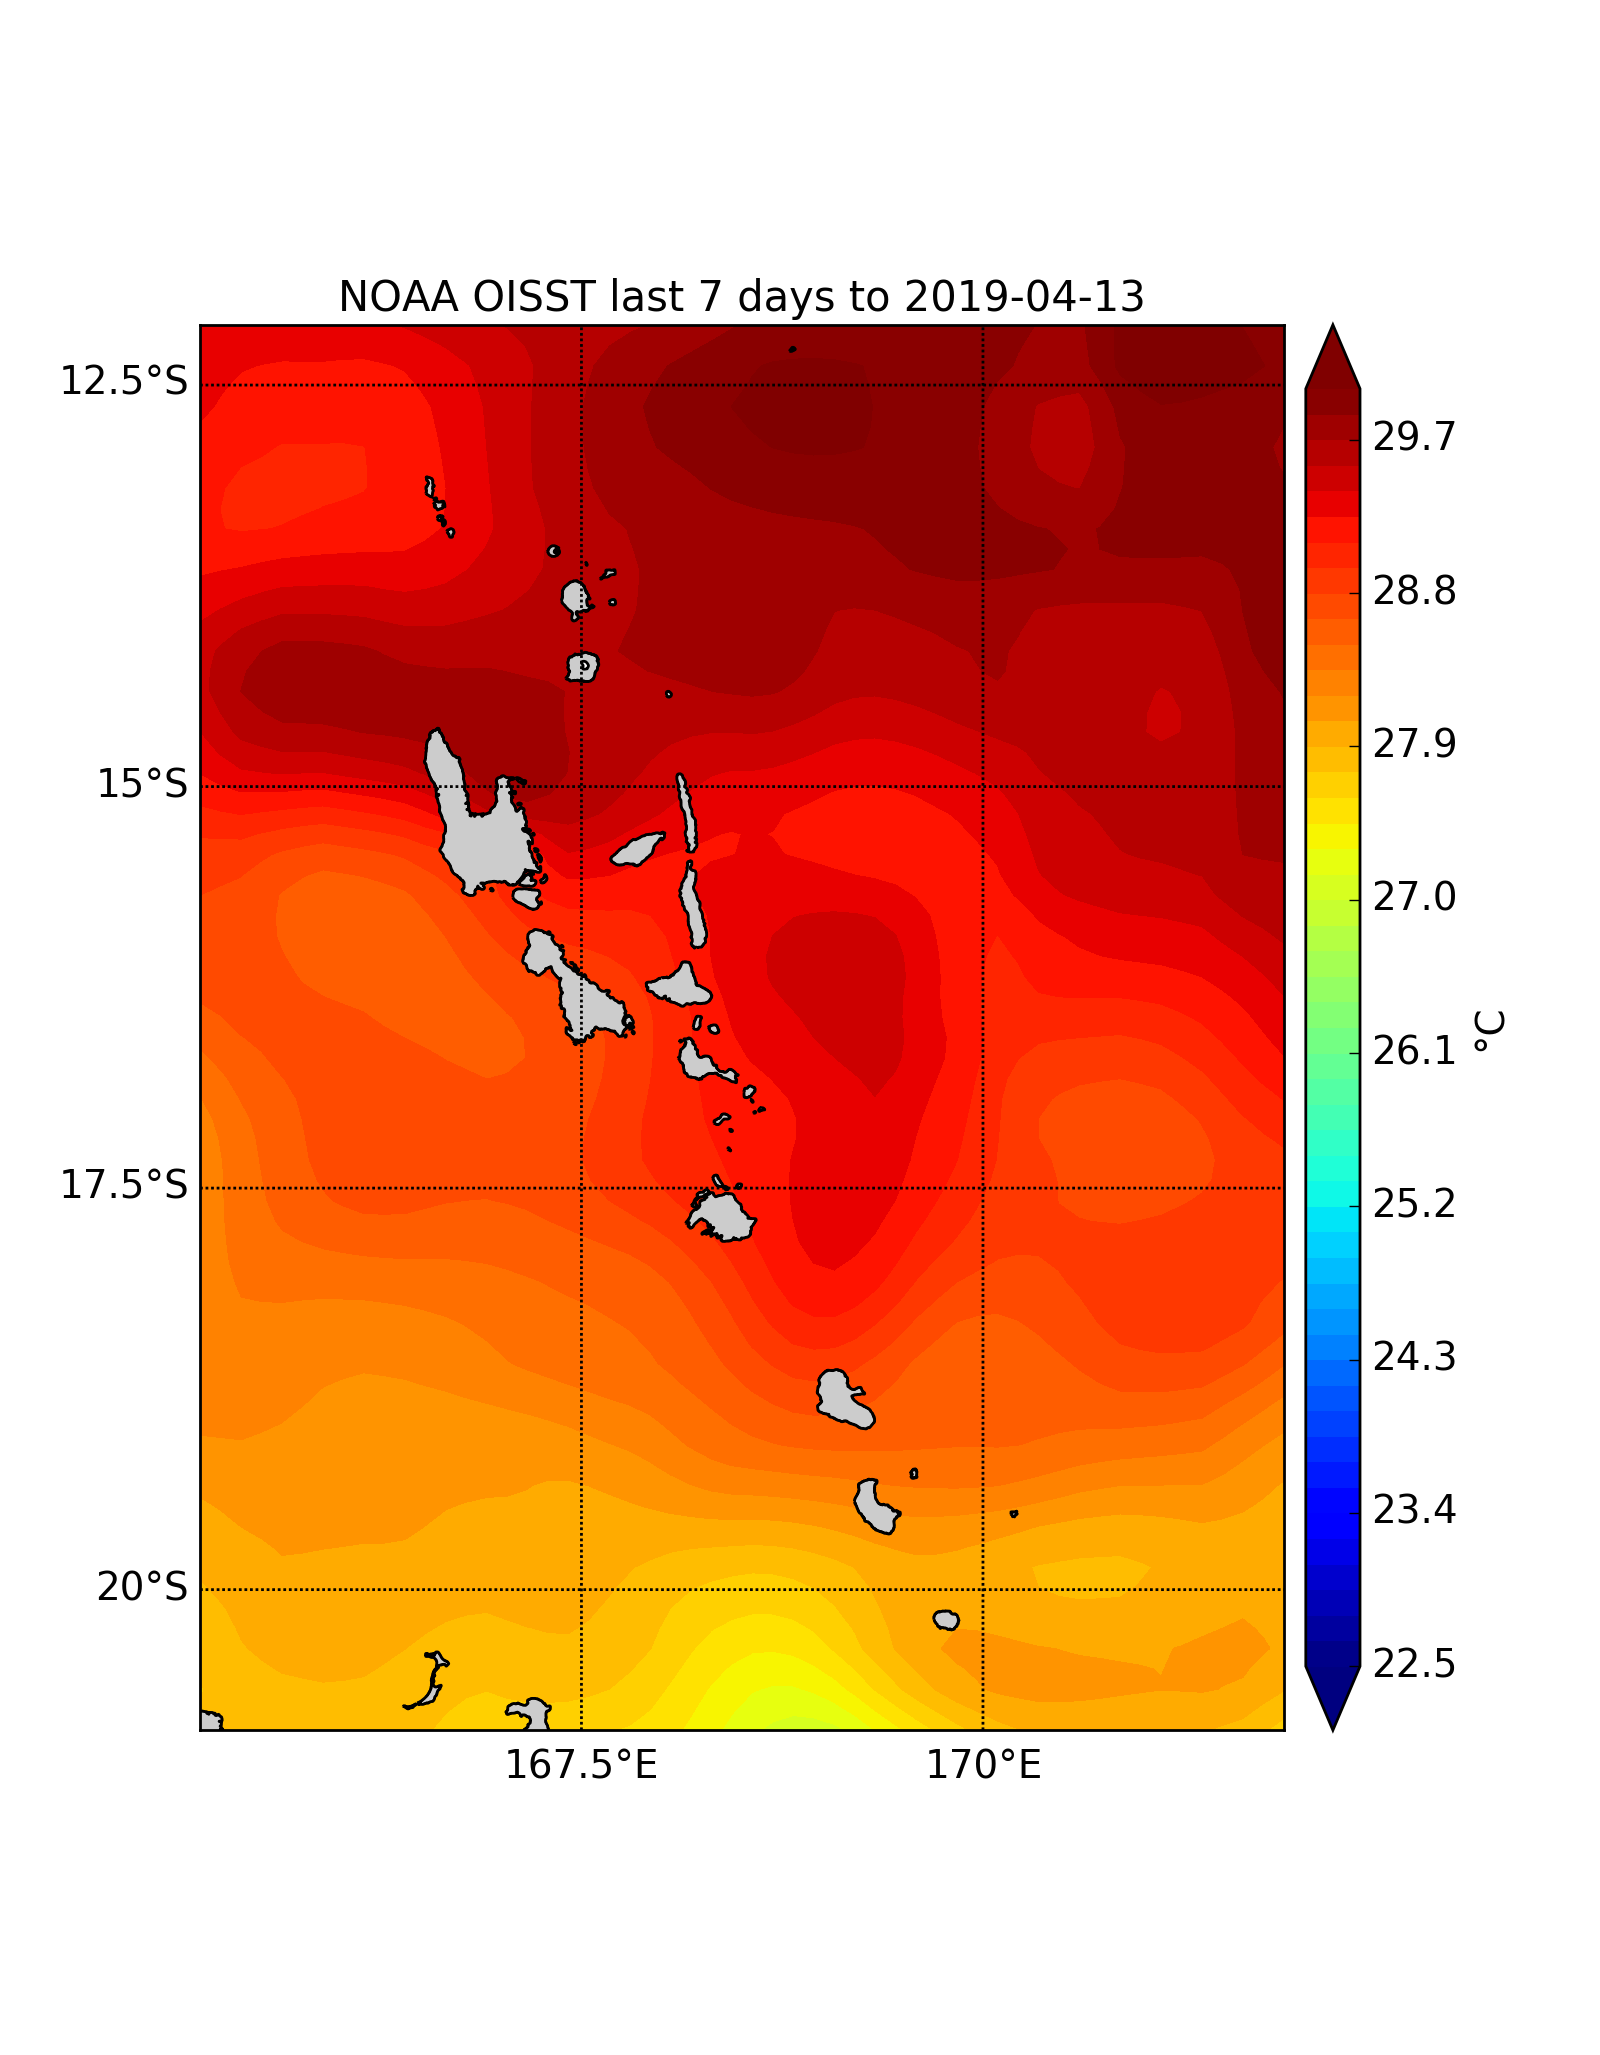 NOAA OISST last 7 days to 2019-04-13
12.5°S
15°S
17.5°S
20°S
167.5°E
170°E
29.7
28.8
27.9
27.0
26.1
25.2
24.3
23.4
22.5
°C